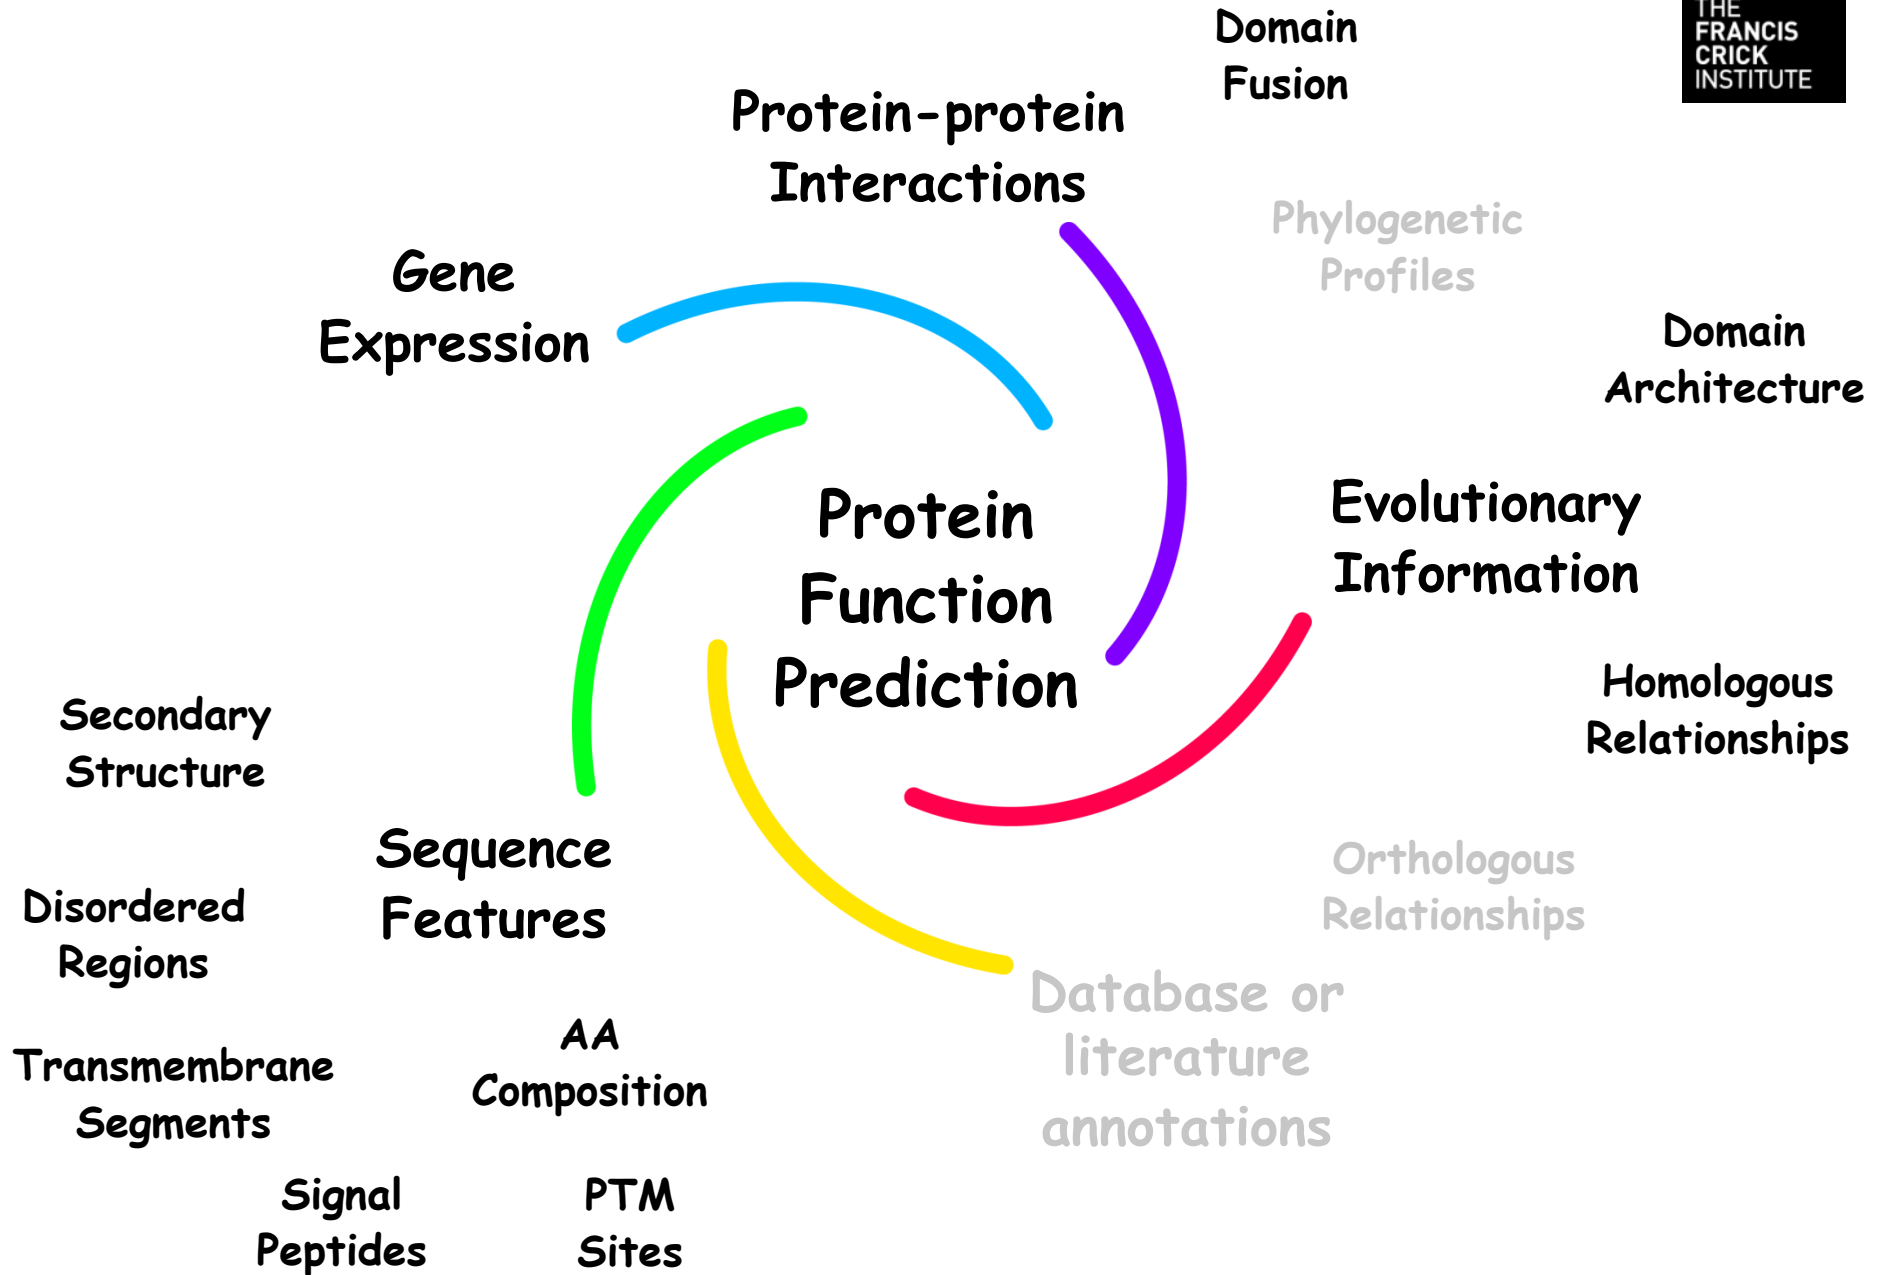 Domain
Fusion
THE
FRANCIS
CRICK
INSTITUTE
Protein-protein
Interactions
Phylogenetic
Profiles
Gene
Expression
Domain
Architecture
Protein
Function
Prediction
Evolutionary
Information
Homologous
Relationships
Secondary
Structure
Sequence
Features
Orthologous
Relationships
Disordered
Regions
Database or
literature
annotations
AA
Composition
Transmembrane
Segments
Signal
Peptides
PTM
Sites